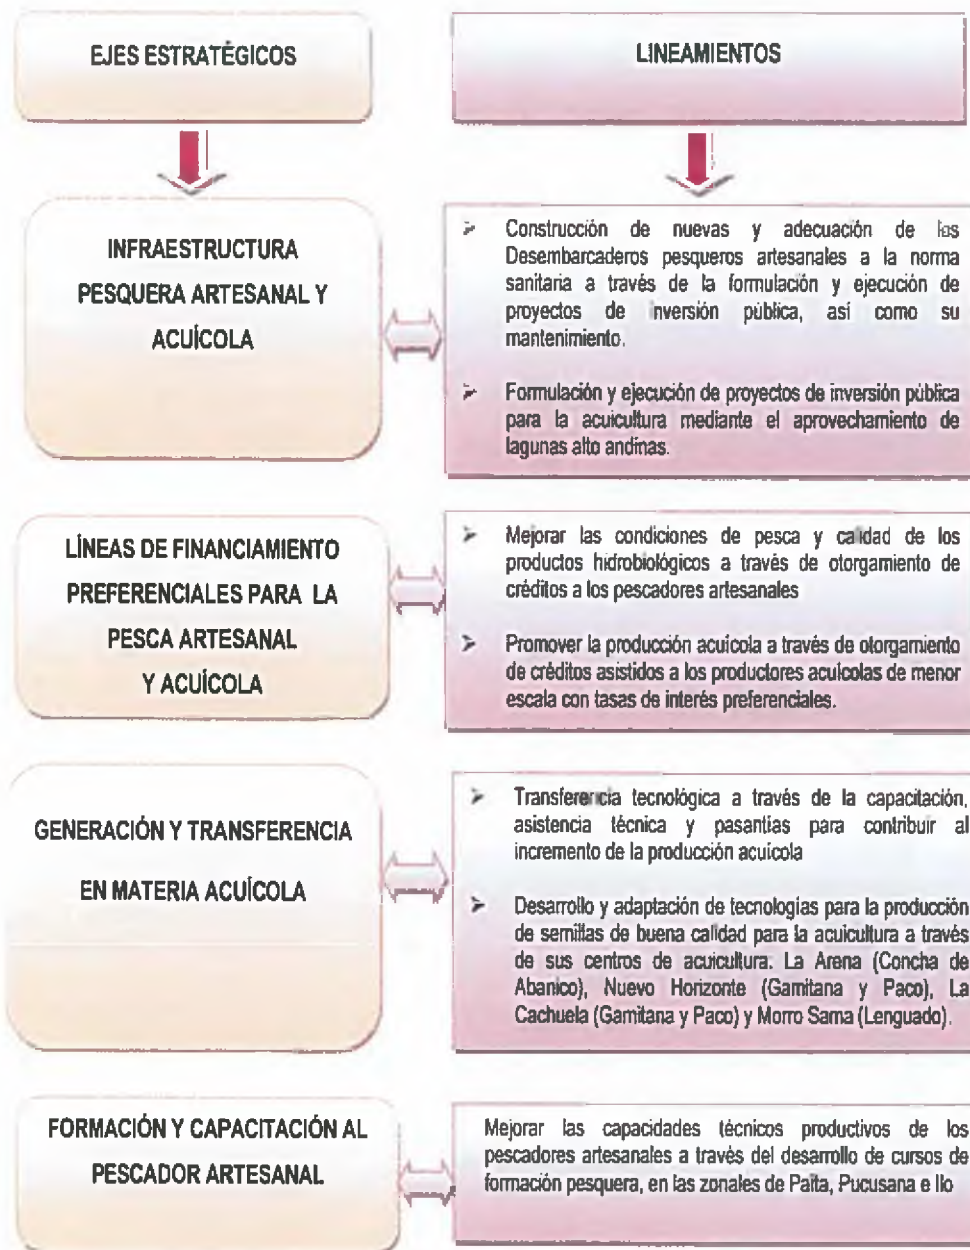 EJES ESTRATÉGICOS
LINEAMIENTOS
INFRAESTRUCTURA
PESQUERA ARTESANAL Y
ACUÍCOLA
➢ Construcción de nuevas y adecuación de los
Desembarcaderos pesqueros artesanales a la norma
sanitaria a través de la formulación y ejecución de
proyectos de inversión pública, así como su
mantenimiento.
➢ Formulación y ejecución de proyectos de inversión pública
para la acuicultura mediante el aprovechamiento de
lagunas alto andinas.
LÍNEAS DE FINANCIAMIENTO
PREFERENCIALES PARA LA
PESCA ARTESANAL
Y ACUÍCOLA
➢ Mejorar las condiciones de pesca y calidad de los
productos hidrobiológicos a través de otorgamiento de
créditos a los pescadores artesanales
➢ Promover la producción acuícola a través de otorgamiento
de créditos asistidos a los productores acuícolas de menor
escala con tasas de interés preferenciales.
GENERACIÓN Y TRANSFERENCIA
EN MATERIA ACUÍCOLA
➢ Transferencia tecnológica a través de la capacitación,
asistencia técnica y pasantías para contribuir al
incremento de la producción acuícola
➢ Desarrollo y adaptación de tecnologías para la producción
de semillas de buena calidad para la acuicultura a través
de sus centros de acuicultura: La Arena (Concha de
Abanico), Nuevo Horizonte (Gamitana y Paco), La
Cachuela (Gamitana y Paco) y Morro Sama (Lenguado).
FORMACIÓN Y CAPACITACIÓN AL
PESCADOR ARTESANAL
Mejorar las capacidades técnicos productivos de los
pescadores artesanales a través del desarrollo de cursos de
formación pesquera, en las zonales de Paita, Pucusana e Ilo